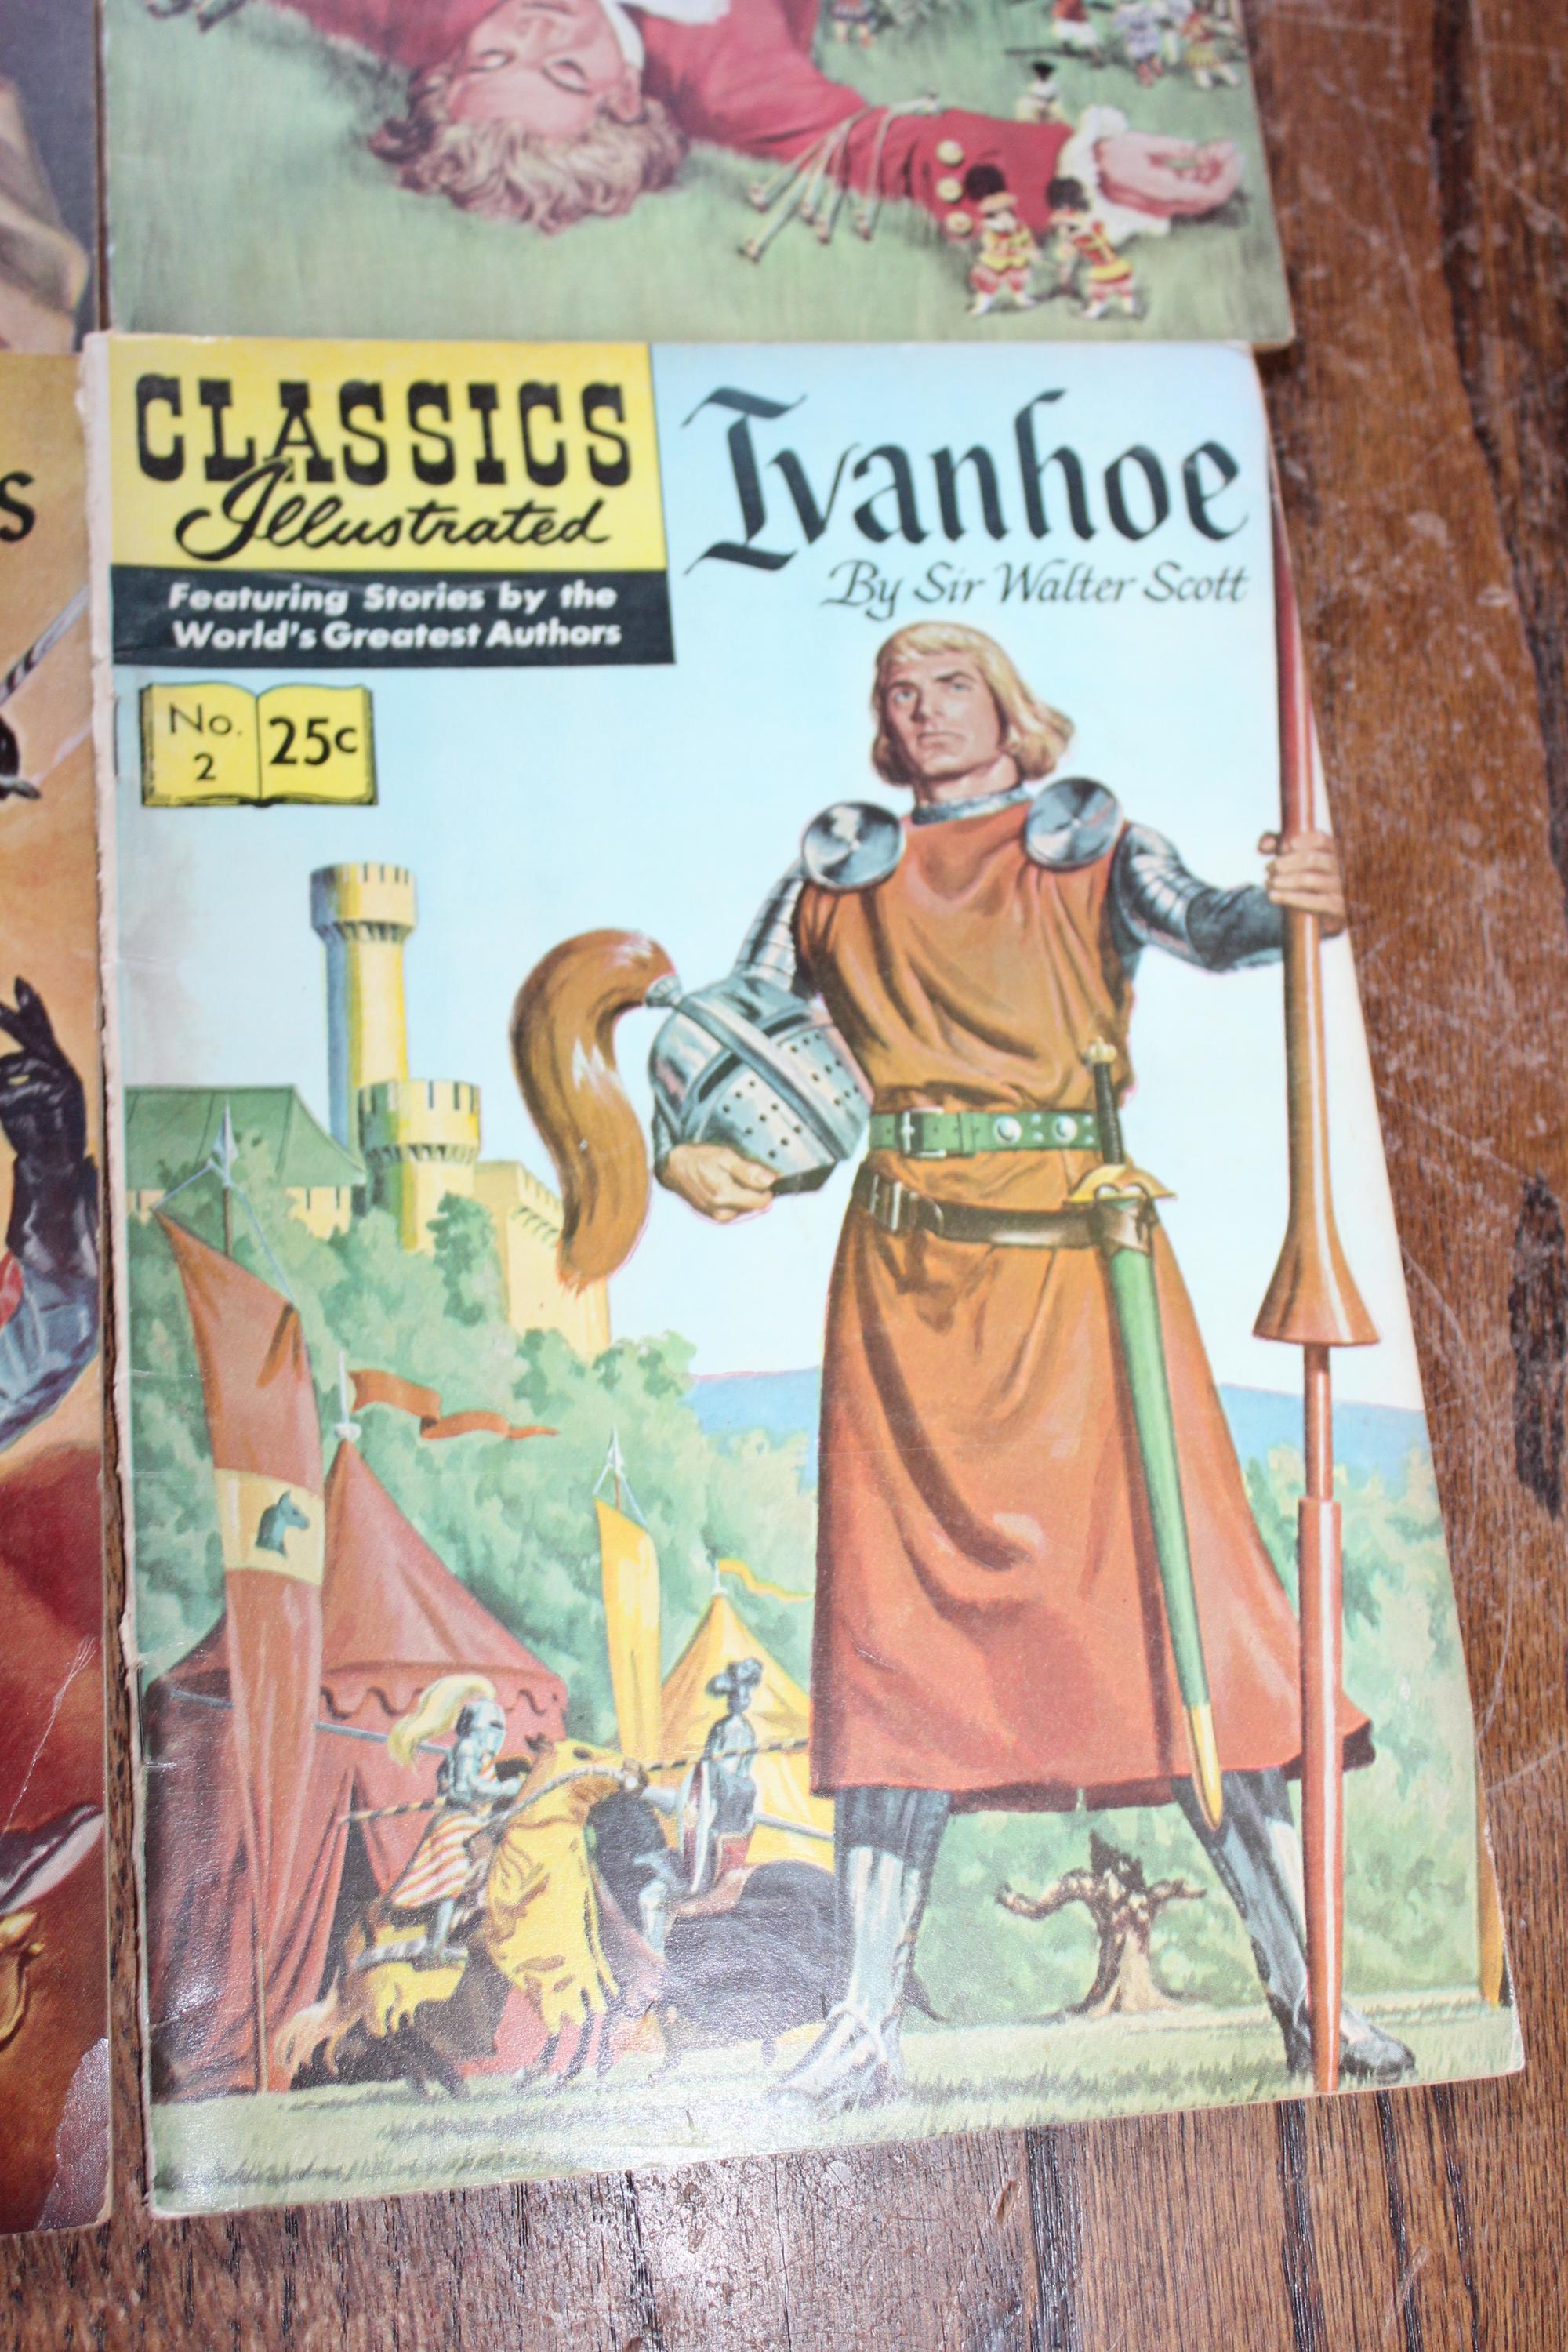 CLASSICS
Illustrated
Featuring Stories by the
World's Greatest Authors
No.
2
25c
Ivanhoe
By Sir Walter Scott
s